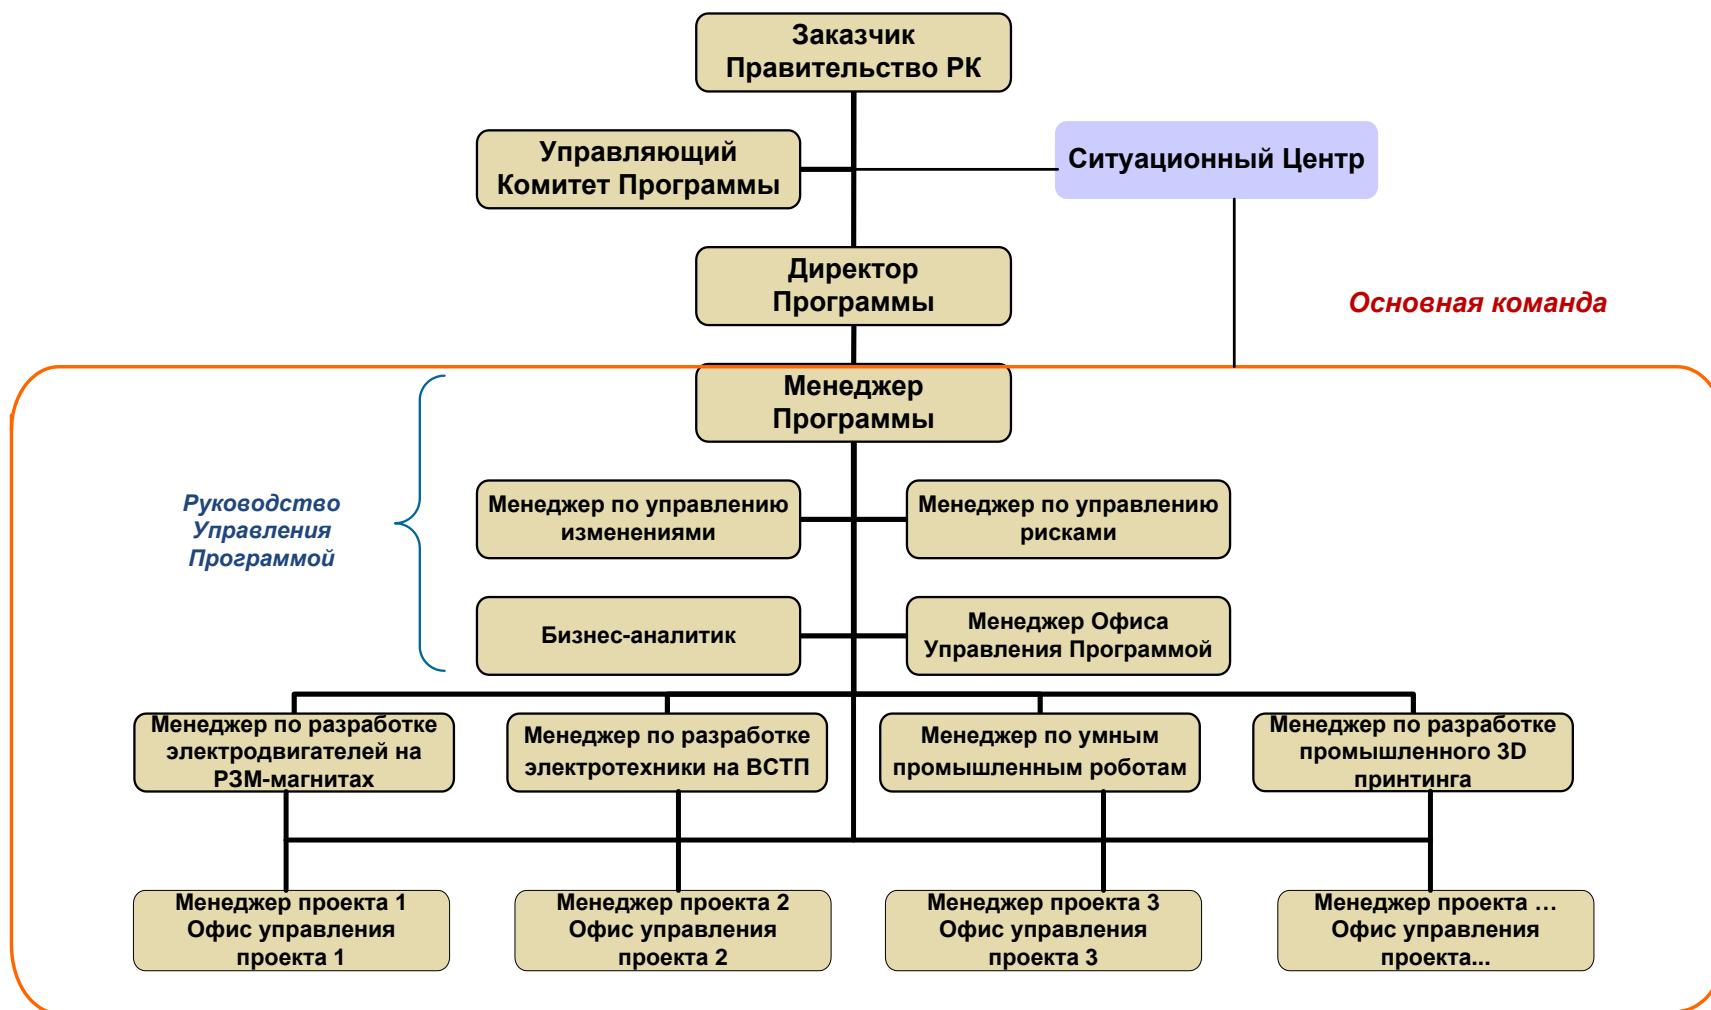 Заказчик
Правительство РК
Управляющий
Комитет Программы
Ситуационный Центр
Директор
Программы
Основная команда
Менеджер
Программы
Руководство
Управления
Программой
Менеджер по управлению
изменениями
Менеджер по управлению
рисками
Бизнес-аналитик
Менеджер Офиса
Управления Программой
Менеджер по разработке
электродвигателей на
РЗМ-магнитах
Менеджер по разработке
электротехники на ВСТП
Менеджер по умным
промышленным роботам
Менеджер по разработке
промышленного 3D
принтинга
Менеджер проекта 1
Офис управления
проекта 1
Менеджер проекта 2
Офис управления
проекта 2
Менеджер проекта 3
Офис управления
проекта 3
Менеджер проекта …
Офис управления
проекта...